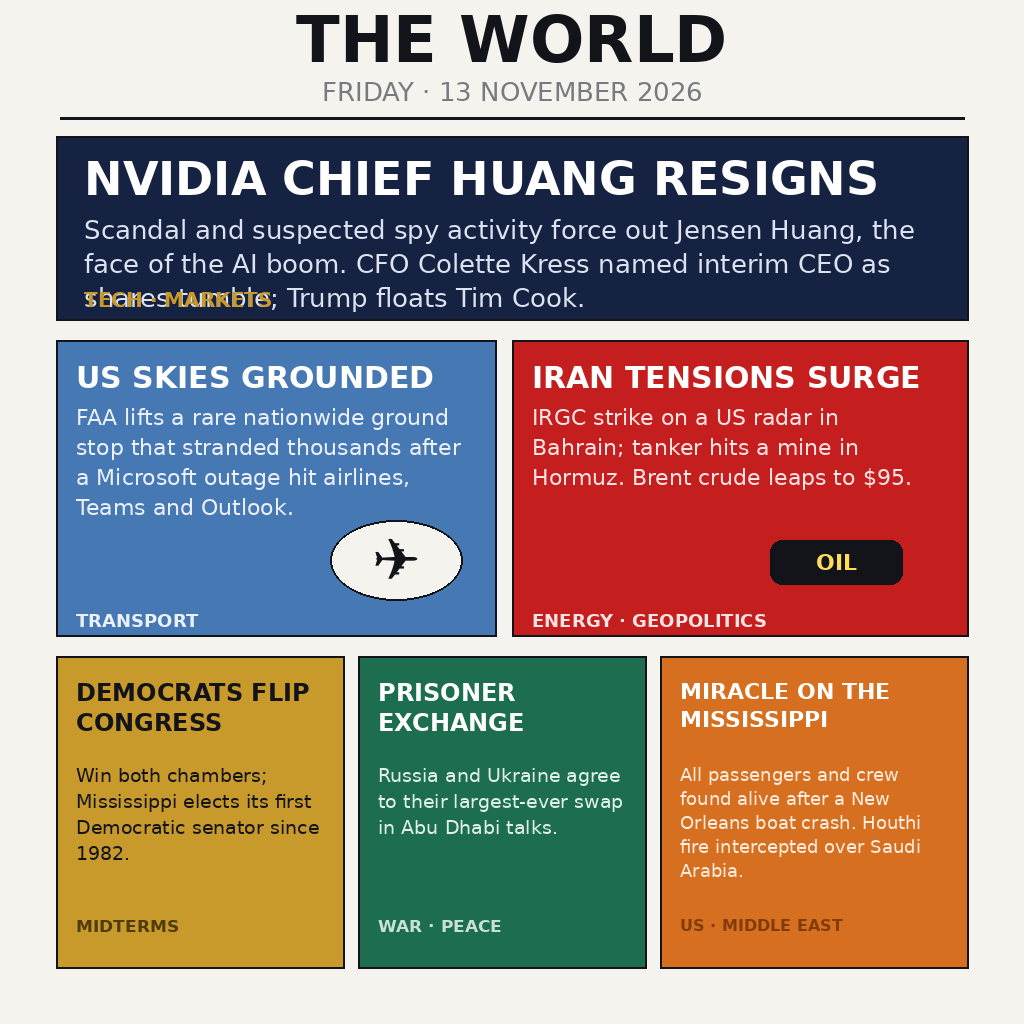 THE WORLD
FRIDAY · 13 NOVEMBER 2026
NVIDIA CHIEF HUANG RESIGNS
Scandal and suspected spy activity force out Jensen Huang, the
face of the AI boom. CFO Colette Kress named interim CEO as
shares tumble; Trump floats Tim Cook.
TECH · MARKETS
US SKIES GROUNDED
FAA lifts a rare nationwide ground
stop that stranded thousands after
a Microsoft outage hit airlines,
Teams and Outlook.
TRANSPORT
IRAN TENSIONS SURGE
IRGC strike on a US radar in
Bahrain; tanker hits a mine in
Hormuz. Brent crude leaps to $95.
OIL
ENERGY · GEOPOLITICS
DEMOCRATS FLIP
CONGRESS
Win both chambers;
Mississippi elects its first
Democratic senator since
1982.
MIDTERMS
PRISONER
EXCHANGE
Russia and Ukraine agree
to their largest-ever swap
in Abu Dhabi talks.
WAR · PEACE
MIRACLE ON THE
MISSISSIPPI
All passengers and crew
found alive after a New
Orleans boat crash. Houthi
fire intercepted over Saudi
Arabia.
US · MIDDLE EAST